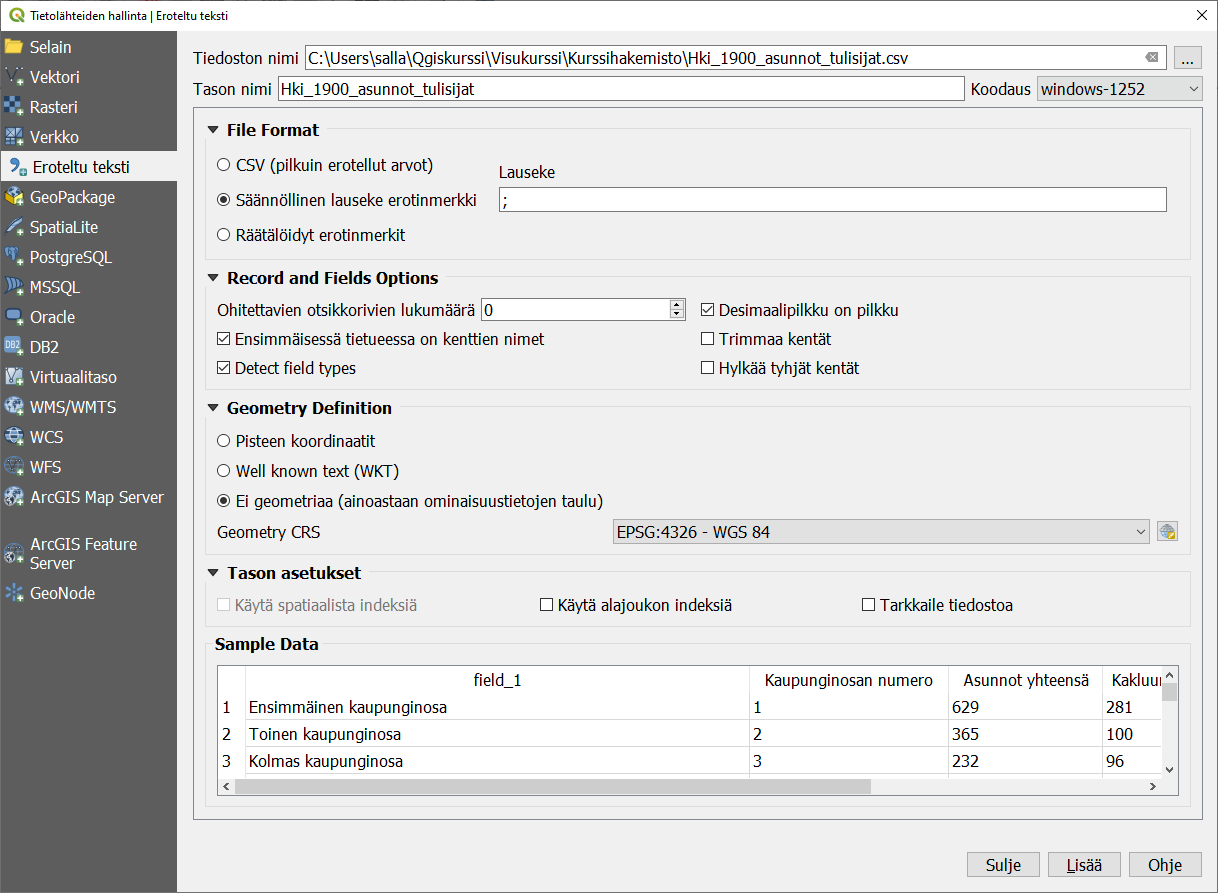 Tietolähteiden hallinta | Eroteltu teksti
Selain
Vektori
Rasteri
Verkko
Eroteltu teksti
GeoPackage
SpatiaLite
PostgreSQL
MSSQL
Oracle
DB2
Virtuaalitaso
WMS/WMTS
WCS
WFS
ArcGIS Map Server
ArcGIS Feature
Server
GeoNode
Tiedoston nimi C:\Users\salla\Qgiskurssi\Visukurssi\Kurssihakemisto\Hki_1900_asunnot_tulisijat.csv ...
Tason nimi Hki_1900_asunnot_tulisijat Koodaus windows-1252
File Format
CSV (pilkuin erotellut arvot)
Lauseke
Säännöllinen lauseke erotinmerkki ;
Räätälöidyt erotinmerkit
Record and Fields Options
Ohitettavien otsikkorivien lukumäärä 0 Desimaalipilkku on pilkku
Ensimmäisessä tietueessa on kenttien nimet Trimmaa kentät
Detect field types Hylkää tyhjät kentät
Geometry Definition
Pisteen koordinaatit
Well known text (WKT)
Ei geometriaa (ainoastaan ominaisuustietojen taulu)
Geometry CRS EPSG:4326 - WGS 84
Tason asetukset
Käytä spatiaalista indeksiä Käytä alajoukon indeksiä Tarkkaile tiedostoa
Sample Data
field_1 Kaupunginosan numero Asunnot yhteensä
1 Ensimmäinen kaupunginosa 1 629 281
2 Toinen kaupunginosa 2 365 100
3 Kolmas kaupunginosa 3 232 96
Sulje Lisää Ohje